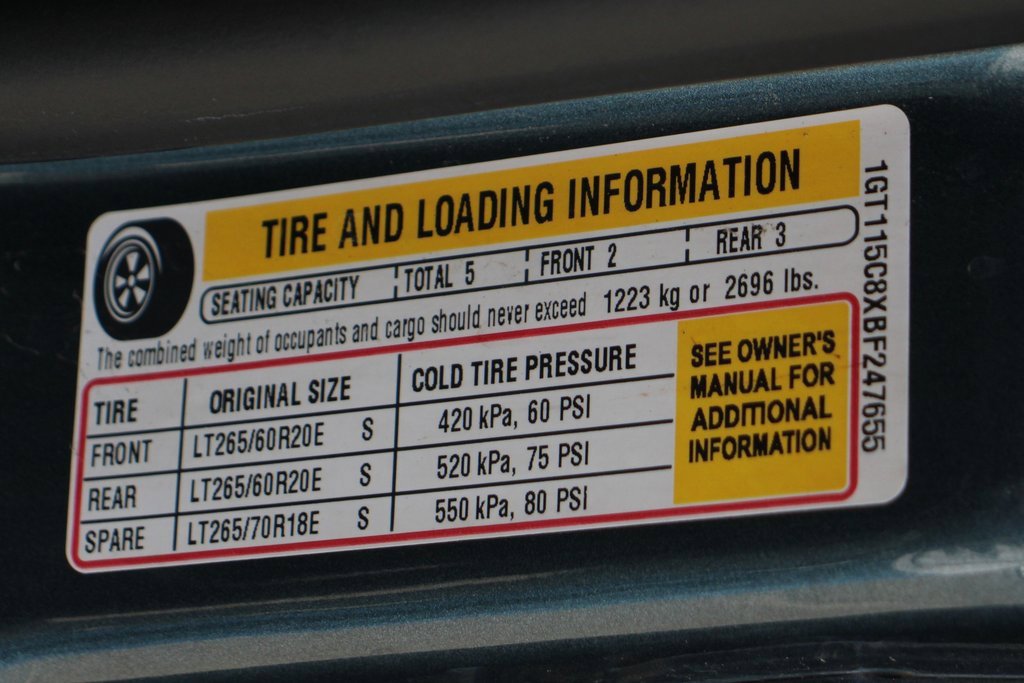 TIRE AND LOADING INFORMATION
SEATING CAPACITY TOTAL 5 FRONT 2 REAR 3
The combined weight of occupants and cargo should never exceed 1223 kg or 2696 lbs.
TIRE ORIGINAL SIZE COLD TIRE PRESSURE
FRONT LT265/60R20E S 420 kPa, 60 PSI
REAR LT265/60R20E S 520 kPa, 75 PSI
SPARE LT265/70R18E S 550 kPa, 80 PSI
SEE OWNER'S
MANUAL FOR
ADDITIONAL
INFORMATION
1GT115C8XBF247655